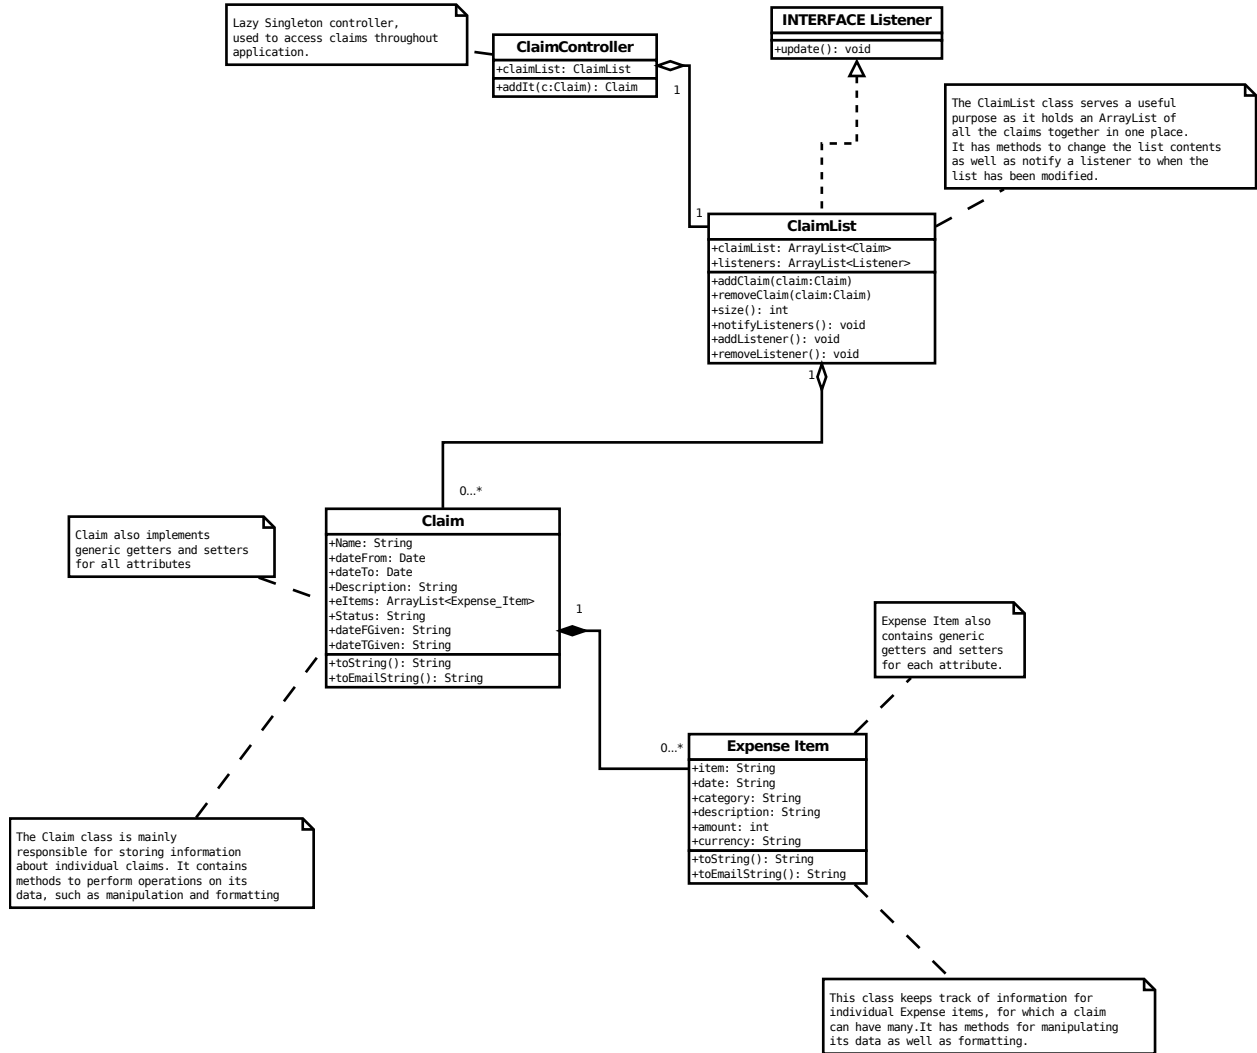 Lazy Singleton controller,
used to access claims throughout
application.
ClaimController
+claimList: ClaimList
+addIt(c:Claim): Claim
1
INTERFACE Listener
+update(): void
The ClaimList class serves a useful
purpose as it holds an ArrayList of
all the claims together in one place.
It has methods to change the list contents
as well as notify a listener to when the
list has been modified.
1
ClaimList
+claimList: ArrayList<Claim>
+listeners: ArrayList<Listener>
+addClaim(claim:Claim)
+removeClaim(claim:Claim)
+size(): int
+notifyListeners(): void
+addListener(): void
+removeListener(): void
1
0...*
Claim also implements
generic getters and setters
for all attributes
Claim
+Name: String
+dateFrom: Date
+dateTo: Date
+Description: String
+eItems: ArrayList<Expense_Item>
+Status: String
+dateFGiven: String
+dateTGiven: String
+toString(): String
+toEmailString(): String
1
Expense Item also
contains generic
getters and setters
for each attribute.
0...*
Expense Item
+item: String
+date: String
+category: String
+description: String
+amount: int
+currency: String
+toString(): String
+toEmailString(): String
The Claim class is mainly
responsible for storing information
about individual claims. It contains
methods to perform operations on its
data, such as manipulation and formatting
This class keeps track of information for
individual Expense items, for which a claim
can have many.It has methods for manipulating
its data as well as formatting.